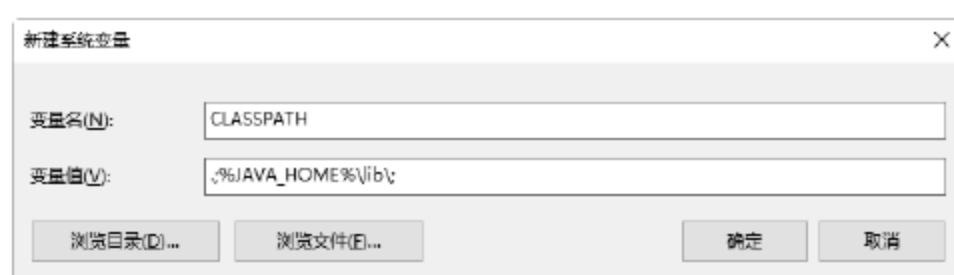 新建系统变量
变量名(N):
CLASSPATH
变量值(V):
.;%JAVA_HOME%\lib\;
浏览目录(D)...
浏览文件(F)...
确定
取消